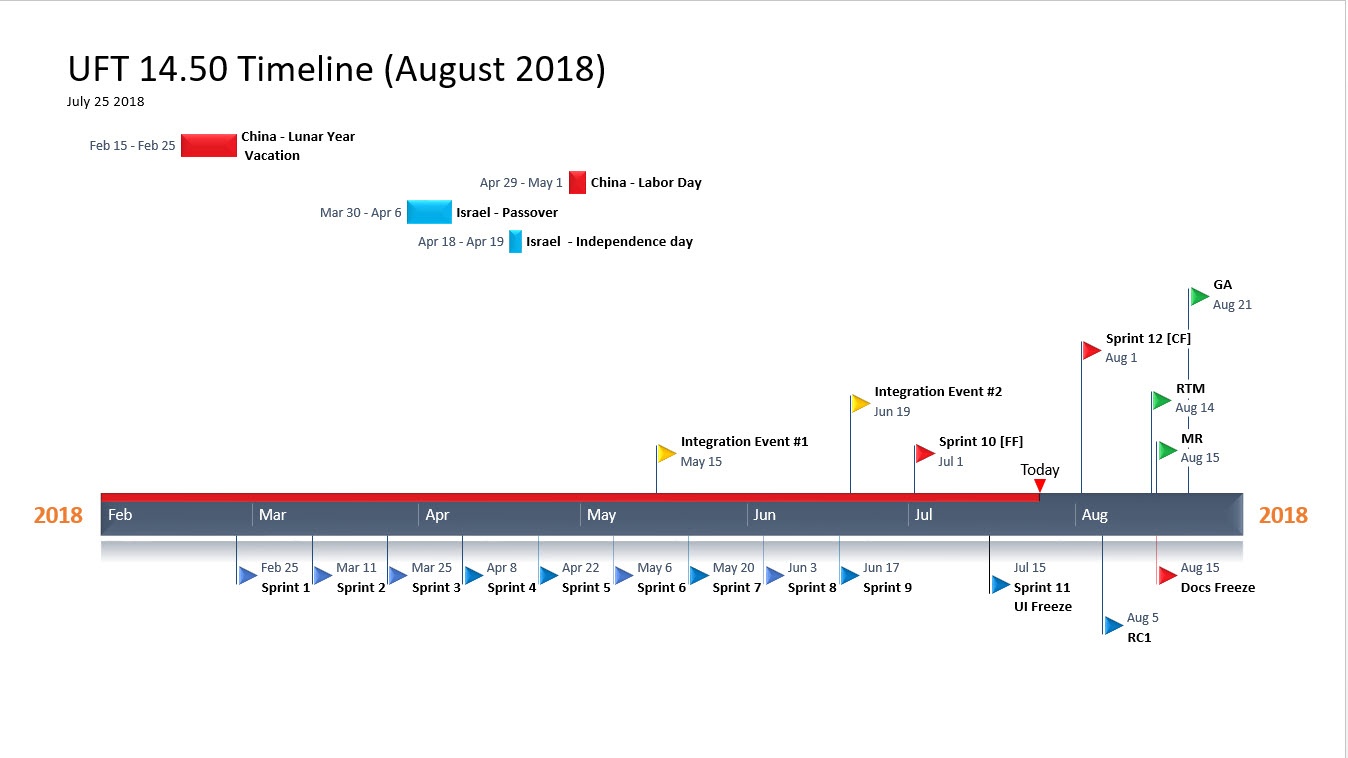 UFT 14.50 Timeline (August 2018)
July 25 2018
Feb 15 - Feb 25
China - Lunar Year
Vacation
Apr 29 - May 1
China - Labor Day
Mar 30 - Apr 6
Israel - Passover
Apr 18 - Apr 19
Israel - Independence day
GA
Aug 21
Sprint 12 [CF]
Aug 1
Integration Event #2
Jun 19
RTM
Aug 14
Integration Event #1
May 15
Sprint 10 [FF]
Jul 1
MR
Aug 15
Today
2018
Feb
Mar
Apr
May
Jun
Jul
Aug
2018
Feb 25
Sprint 1
Mar 11
Sprint 2
Mar 25
Sprint 3
Apr 8
Sprint 4
Apr 22
Sprint 5
May 6
Sprint 6
May 20
Sprint 7
Jun 3
Sprint 8
Jun 17
Sprint 9
Jul 15
Sprint 11
UI Freeze
Aug 15
Docs Freeze
Aug 5
RC1